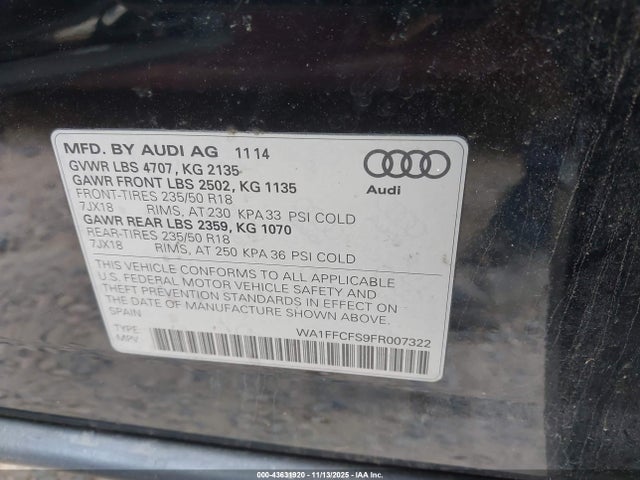 MFD. BY AUDI AG 11 14
GVWR LBS 4707, KG 2135
GAWR FRONT LBS 2502, KG 1135
FRONT-TIRES 235/50 R18
7JX18 RIMS, AT 230 KPA 33 PSI COLD
GAWR REAR LBS 2359, KG 1070
REAR-TIRES 235/50 R18
7JX18 RIMS, AT 250 KPA 36 PSI COLD
Audi
THIS VEHICLE CONFORMS TO ALL APPLICABLE
U.S. FEDERAL MOTOR VEHICLE SAFETY AND
THEFT PREVENTION STANDARDS IN EFFECT ON
THE DATE OF MANUFACTURE SHOWN ABOVE.
SPAIN
TYPE: WA1FFCFS9FR007322
MPV
000-43631920 - 11/13/2025 - IAA Inc.